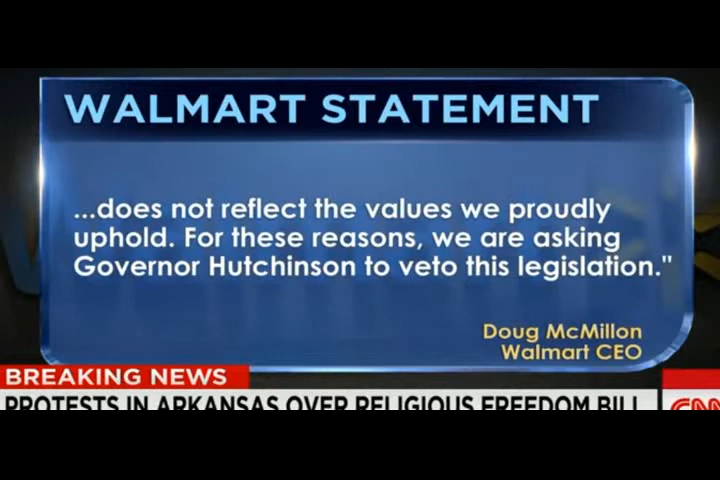 WALMART STATEMENT
...does not reflect the values we proudly
uphold. For these reasons, we are asking
Governor Hutchinson to veto this legislation."
Doug McMillon
Walmart CEO
BREAKING NEWS
PROTESTS IN ARKANSAS OVER RELIGIOUS FREEDOM BILL
CNN